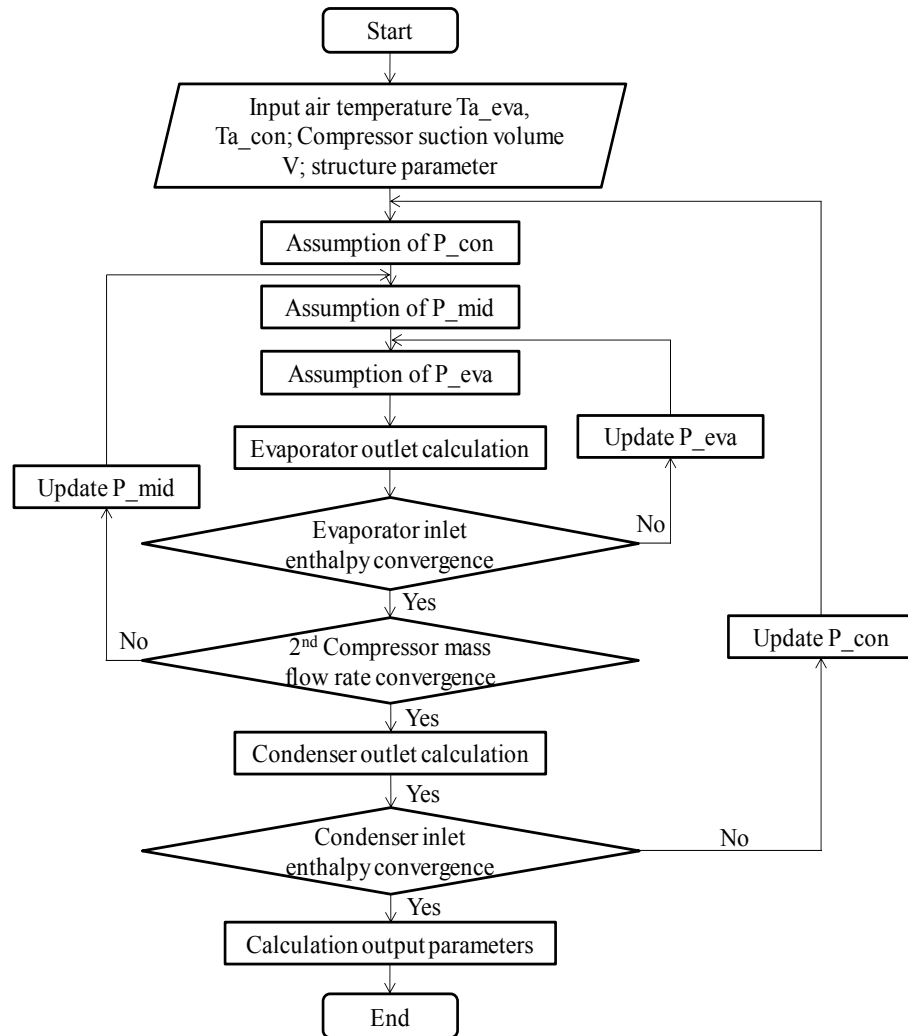 Start
Input air temperature Ta_eva,
Ta_con; Compressor suction volume
V; structure parameter
Assumption of P_con
Assumption of P_mid
Assumption of P_eva
Evaporator outlet calculation
Update P_eva
Update P_mid
Evaporator inlet
enthalpy convergence
No
Yes
No
2nd Compressor mass
flow rate convergence
Update P_con
Yes
Condenser outlet calculation
Yes
Condenser inlet
enthalpy convergence
No
Yes
Calculation output parameters
End